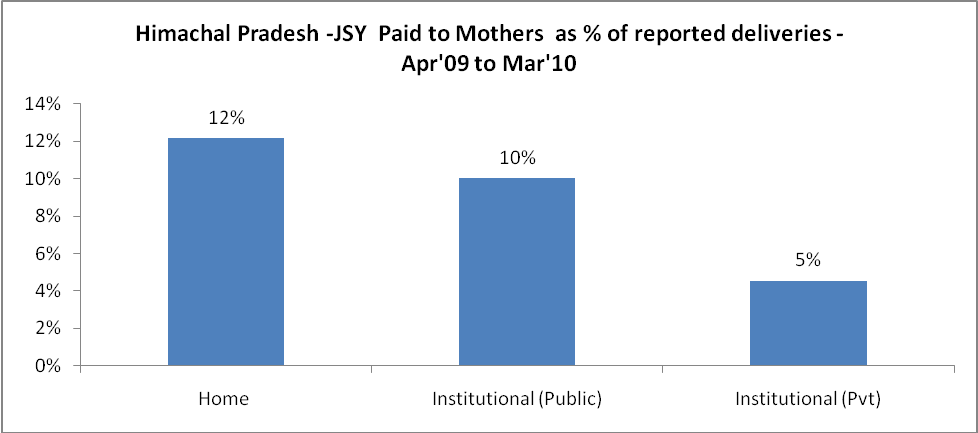 Himachal Pradesh -JSY  Paid to Mothers  as % of reported deliveries -
Apr'09 to Mar'10
14%
12%
10%
8%
6%
4%
2%
0%
12%
10%
5%
Home
Institutional (Public)
Institutional (Pvt)